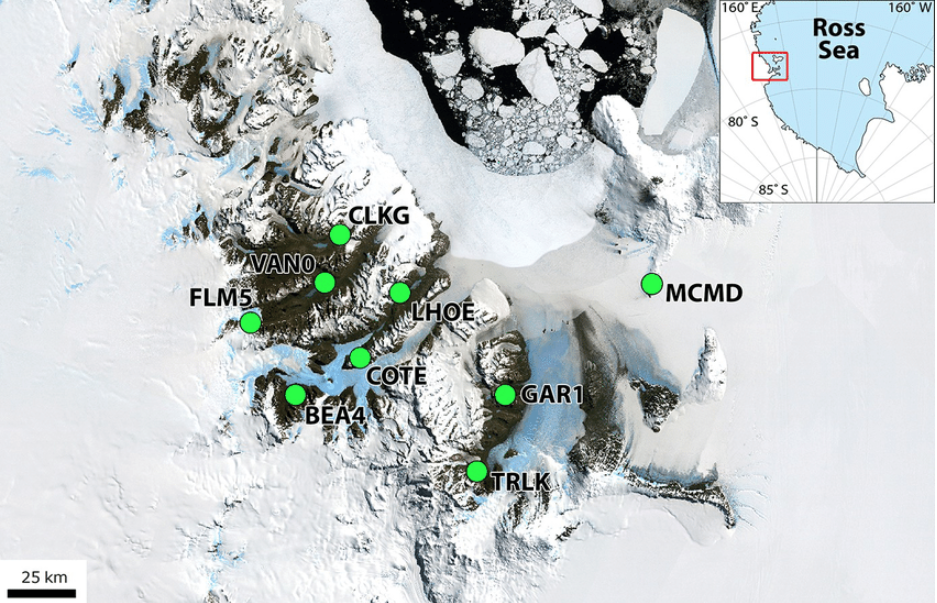 160° E
160° W
Ross
Sea
80° S
85° S
CLKG
VAN0
FLM5
LHOE
MCMD
COTE
BEA4
GAR1
TRLK
25 km